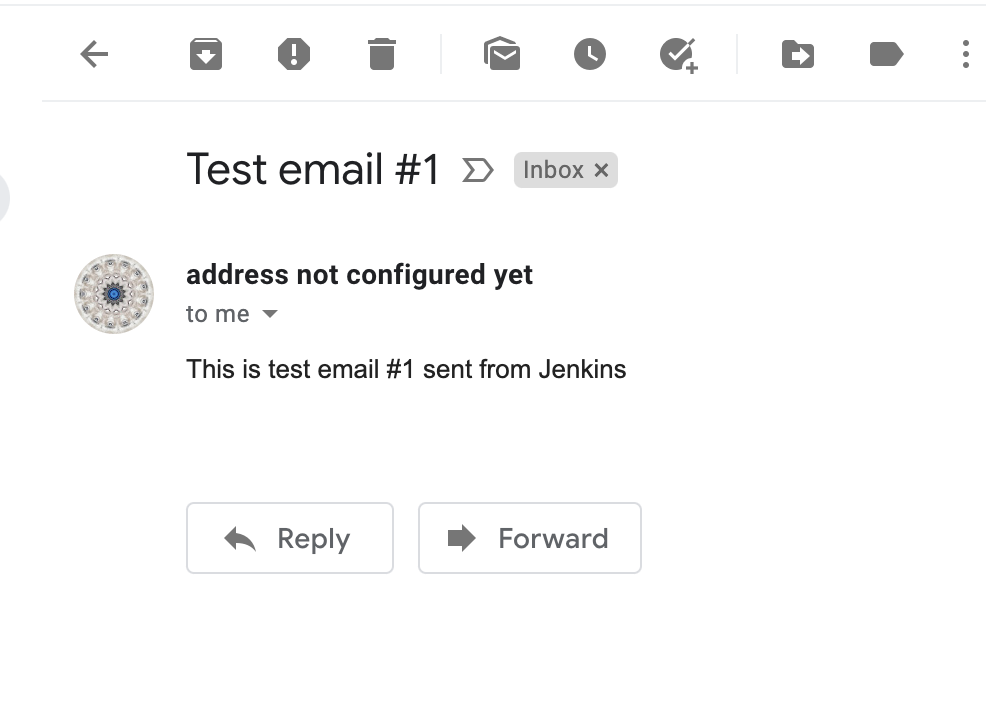 Test email #1 Inbox ×
address not configured yet
to me
This is test email #1 sent from Jenkins
Reply Forward